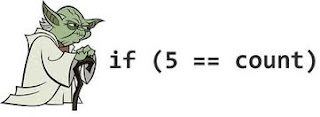 if (5 == count)